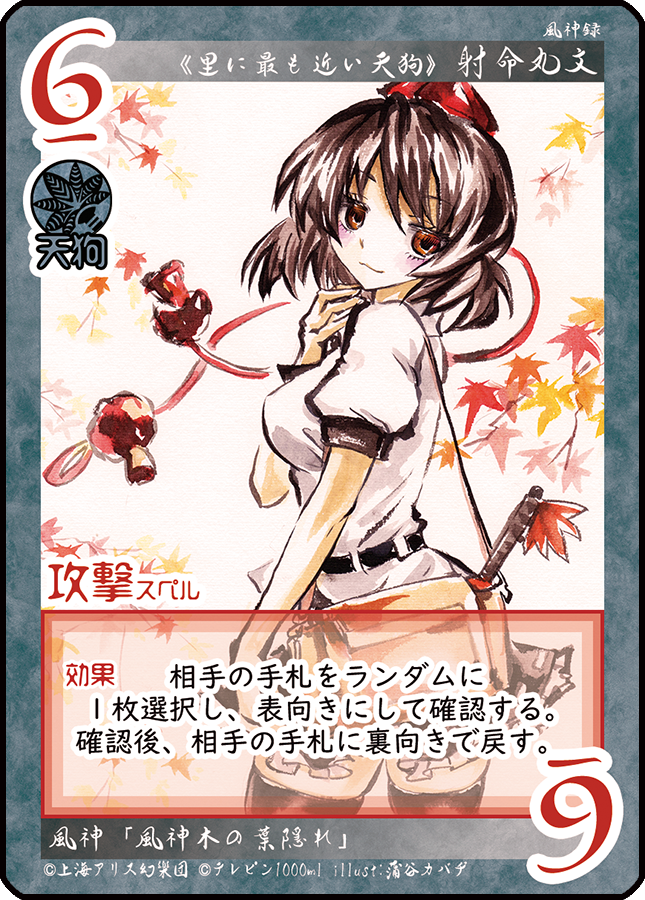 風神録
6
《里に最も近い天狗》 射命丸文
天狗
攻撃スペル
効果 相手の手札をランダムに
1枚選択し、表向きにして確認する。
確認後、相手の手札に裏向きで戻す。
6
風神「風神木の葉隠れ」
©上海アリス幻樂団 ©テレピン1000ml illust:蒲谷カバヂ